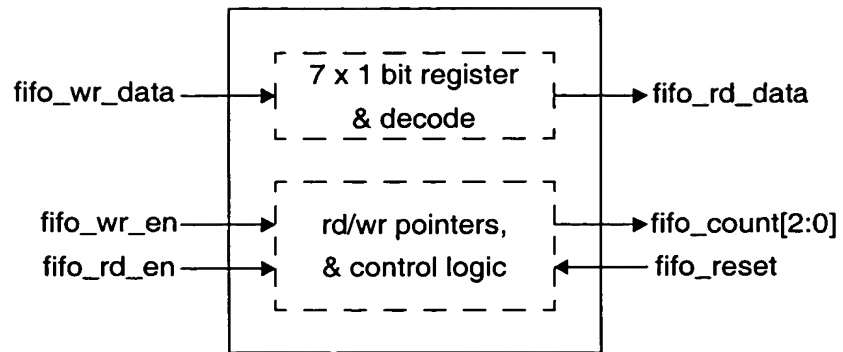 7 x 1 bit register
& decode
fifo_wr_data
fifo_rd_data
fifo_wr_en
fifo_rd_en
rd/wr pointers,
& control logic
fifo_count[2:0]
fifo_reset